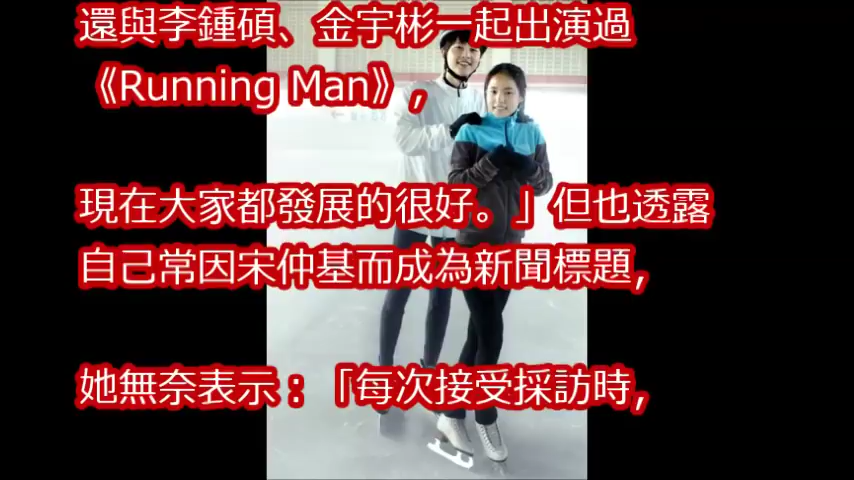 還與李鍾碩、金宇彬一起出演過
《Running Man》，
現在大家都發展的很好。」但也透露
自己常因宋仲基而成為新聞標題，
她無奈表示：「每次接受採訪時，